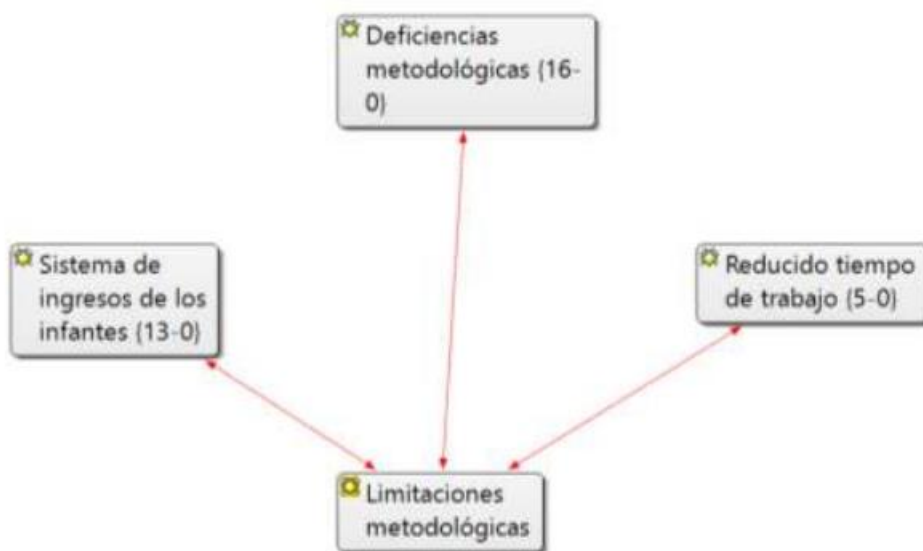 Deficiencias
metodológicas (16-
0)
Sistema de
ingresos de los
infantes (13-0)
Reducido tiempo
de trabajo (5-0)
Limitaciones
metodológicas